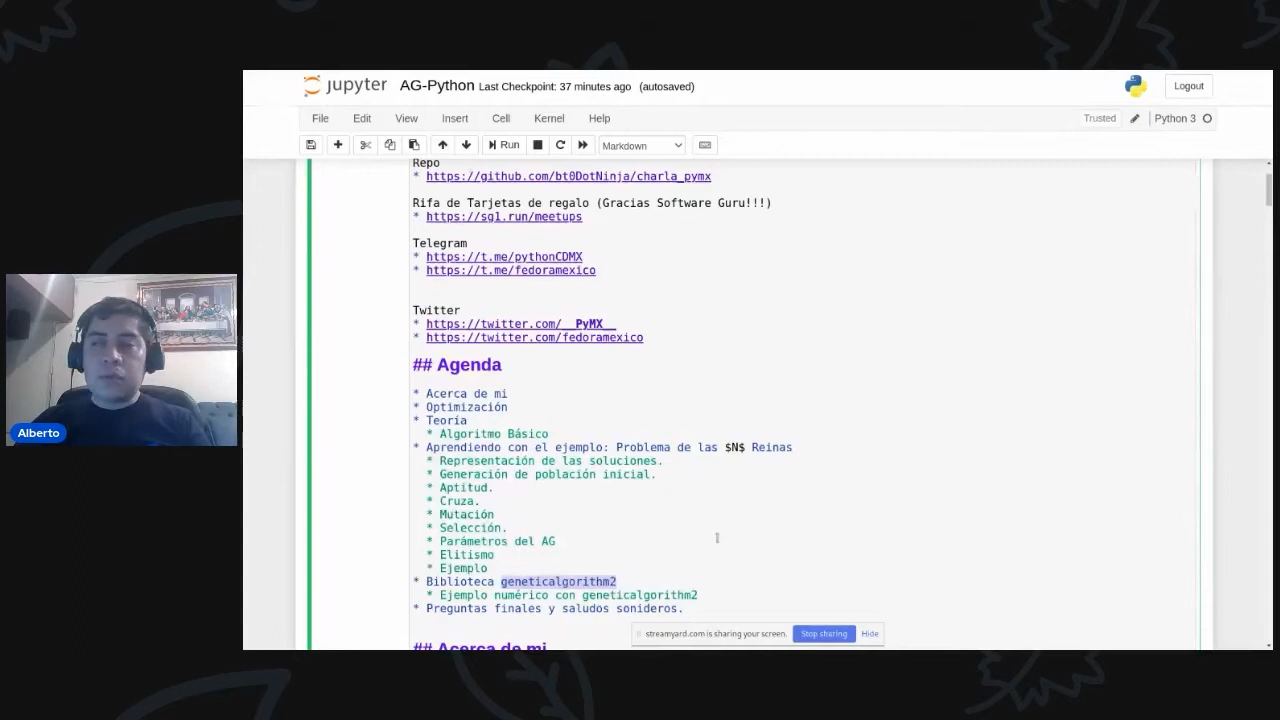 jupyter AG-Python Last Checkpoint: 37 minutes ago (autosaved)
Logout
File Edit View Insert Cell Kernel Help
Trusted Python 3
Run Markdown
Repo
* https://github.com/bt0DotNinja/charla_pymx
Rifa de Tarjetas de regalo (Gracias Software Guru!!!)
* https://sg1.run/meetups
Telegram
* https://t.me/pythonCDMX
* https://t.me/fedoramexico
Twitter
* https://twitter.com/__PyMX__
* https://twitter.com/fedoramexico
## Agenda
* Acerca de mi
* Optimización
* Teoría
* Algoritmo Básico
* Aprendiendo con el ejemplo: Problema de las $N$ Reinas
* Representación de las soluciones.
* Generación de población inicial.
* Aptitud.
* Cruza.
* Mutación
* Selección.
* Parámetros del AG
* Elitismo
* Ejemplo
* Biblioteca geneticalgorithm2
* Ejemplo numérico con geneticalgorithm2
* Preguntas finales y saludos sonideros.
## Acerca de mi
streamyard.com is sharing your screen. Stop sharing Hide
Alberto